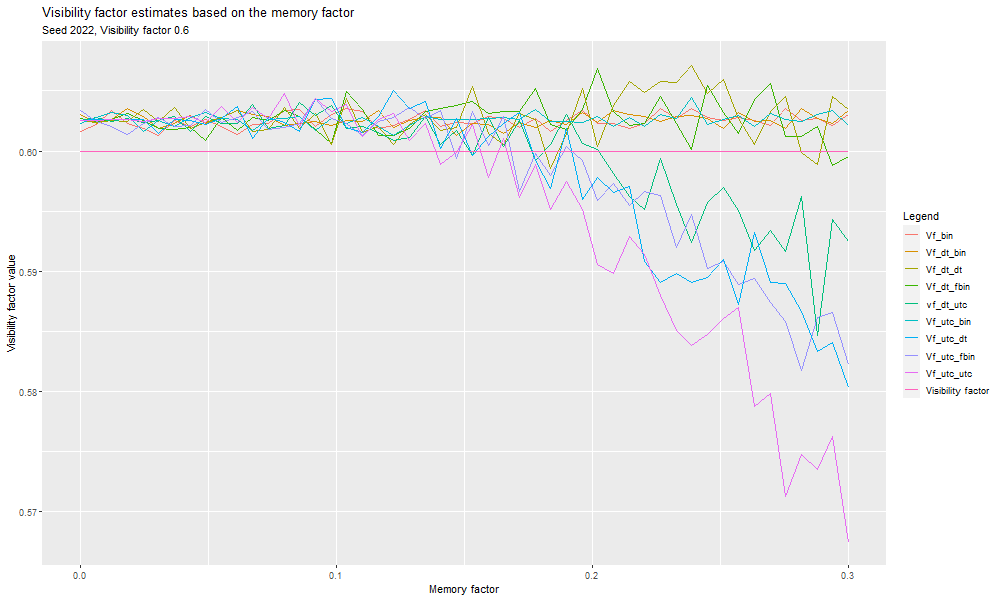 Visibility factor estimates based on the memory factor
Seed 2022, Visibility factor 0.6
Visibility factor value
0.60
0.59
0.58
0.57
0.0
0.1
0.2
0.3
Memory factor
Legend
Vf_bin
Vf_dt_bin
Vf_dt_dt
Vf_dt_fbin
vf_dt_utc
Vf_utc_bin
Vf_utc_dt
Vf_utc_fbin
Vf_utc_utc
Visibility factor